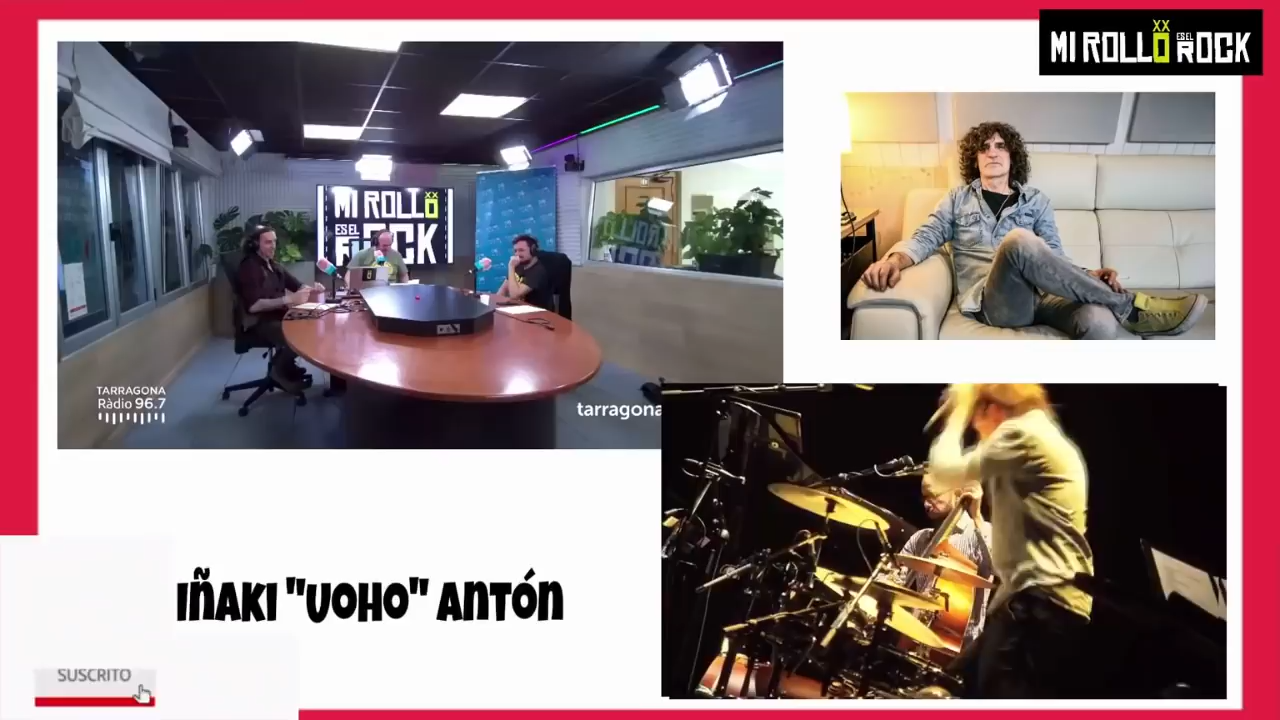 MI ROLLO ES EL ROCK
XX
MI ROLLO
ES EL
ROCK
TARRAGONA
Ràdio 96.7
tarragona
IÑAKI "UOHO" ANTÓN
SUSCRITO